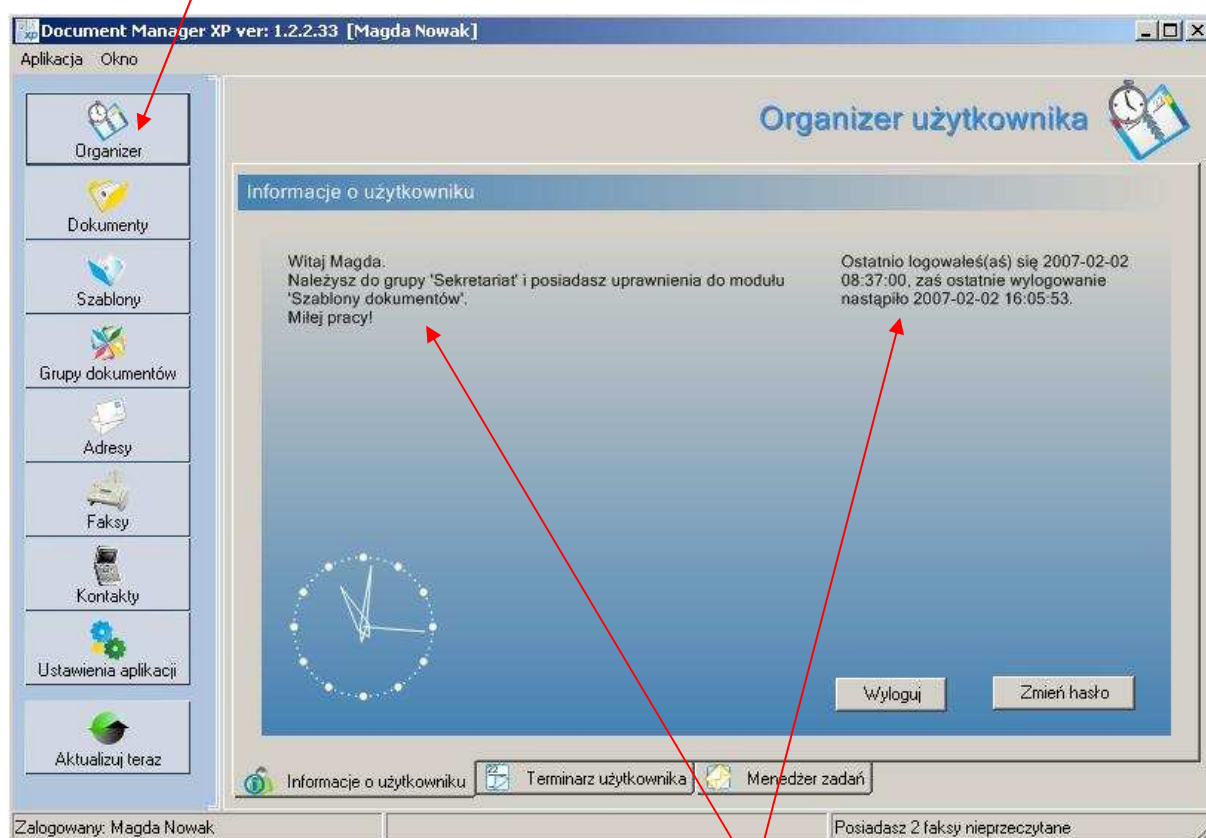 Document Manager XP ver: 1.2.2.33 [Magda Nowak]
Aplikacja Okno
Organizer
Dokumenty
Szablony
Grupy dokumentów
Adresy
Faksy
Kontakty
Ustawienia aplikacji
Aktualizuj teraz
Organizer użytkownika
Informacje o użytkowniku
Witaj Magda.
Należysz do grupy 'Sekretariat' i posiadasz uprawnienia do modułu
'Szablony dokumentów'.
Miłej pracy!
Ostatnio logowałeś(aś) się 2007-02-02
08:37:00, zaś ostatnie wylogowanie
nastąpiło 2007-02-02 16:05:53.
Wyloguj
Zmień hasło
Informacje o użytkowniku
Terminarz użytkownika
Menedżer zadań
Zalogowany: Magda Nowak
Posiadasz 2 faksy nieprzeczytane